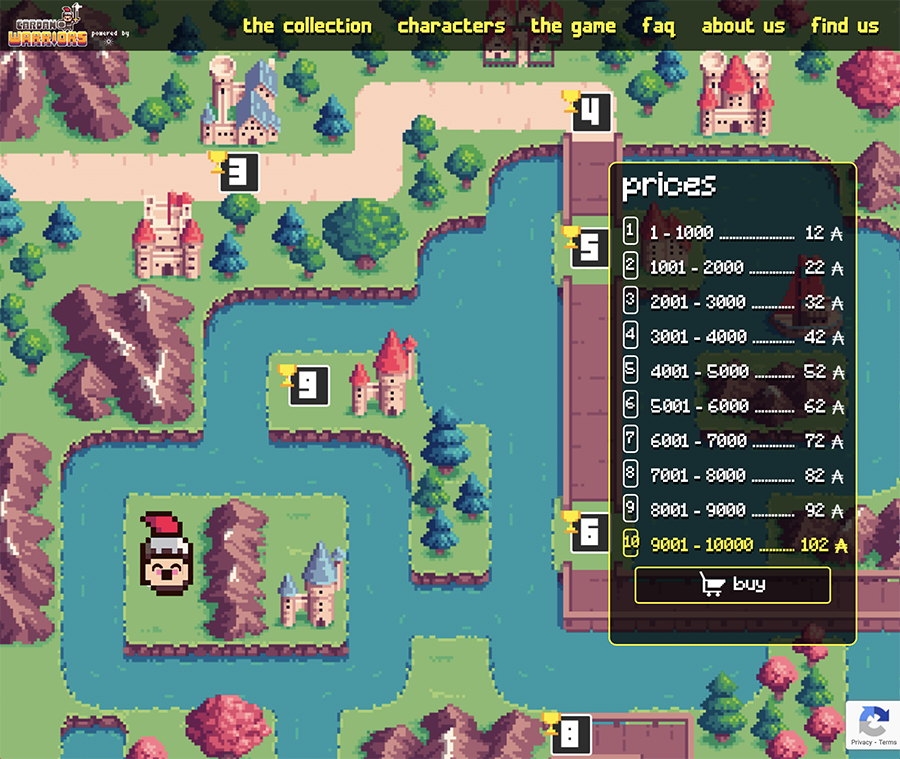 CARDANO WARRIORS
powered by
the collection characters the game faq about us find us
4
3
prices
5
1 1 - 1000 ........................ 12 ₳
2 1001 - 2000 .............. 22 ₳
3 2001 - 3000 ............. 32 ₳
4 3001 - 4000 ............. 42 ₳
9
5 4001 - 5000 ............ 52 ₳
6 5001 - 6000 ............ 62 ₳
7 6001 - 7000 ............. 72 ₳
8 7001 - 8000 ............. 82 ₳
9 8001 - 9000 ............. 92 ₳
6
10 9001 - 10000 .......... 102 ₳
buy
8
Privacy - Terms